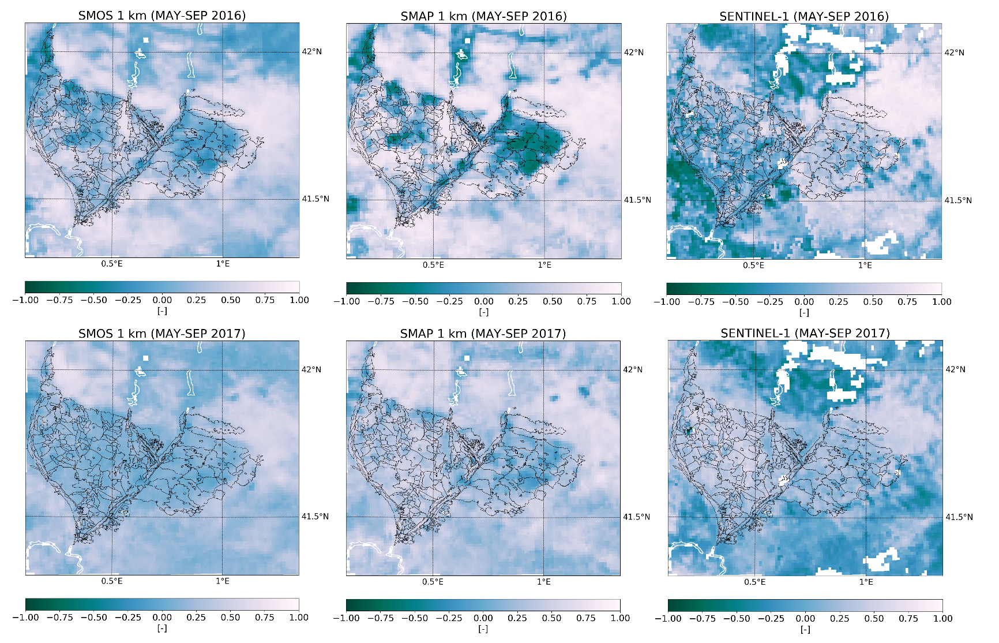 SMOS 1 km (MAY-SEP 2016)
42°N
41.5°N
0.5°E 1°E
−1.00 −0.75 −0.50 −0.25 0.00 0.25 0.50 0.75 1.00
[-]
SMAP 1 km (MAY-SEP 2016)
42°N
41.5°N
0.5°E 1°E
−1.00 −0.75 −0.50 −0.25 0.00 0.25 0.50 0.75 1.00
[-]
SENTINEL-1 (MAY-SEP 2016)
42°N
41.5°N
0.5°E 1°E
−1.00 −0.75 −0.50 −0.25 0.00 0.25 0.50 0.75 1.00
[-]
SMOS 1 km (MAY-SEP 2017)
42°N
41.5°N
0.5°E 1°E
−1.00 −0.75 −0.50 −0.25 0.00 0.25 0.50 0.75 1.00
[-]
SMAP 1 km (MAY-SEP 2017)
42°N
41.5°N
0.5°E 1°E
−1.00 −0.75 −0.50 −0.25 0.00 0.25 0.50 0.75 1.00
[-]
SENTINEL-1 (MAY-SEP 2017)
42°N
41.5°N
0.5°E 1°E
−1.00 −0.75 −0.50 −0.25 0.00 0.25 0.50 0.75 1.00
[-]